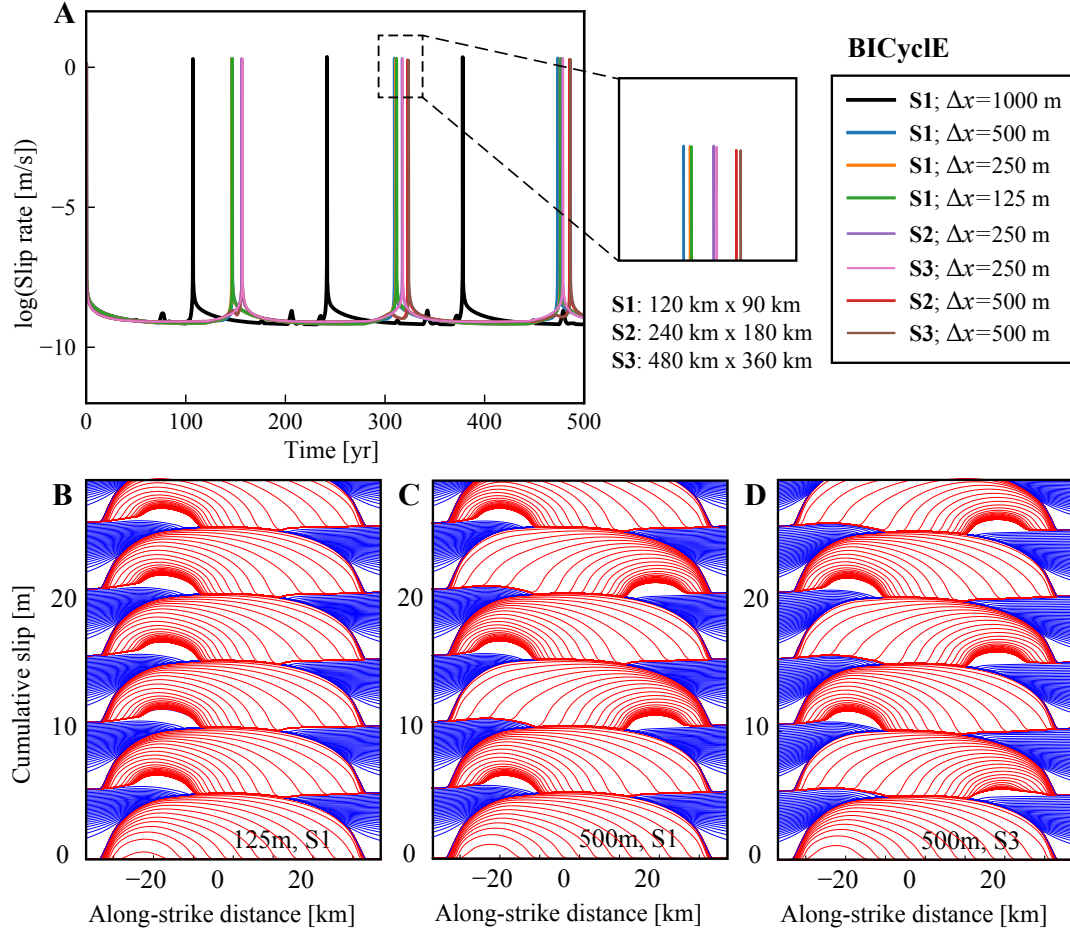 A
log(Slip rate [m/s])
0
−5
−10
0
100
200
300
400
500
Time [yr]
S1: 120 km x 90 km
S2: 240 km x 180 km
S3: 480 km x 360 km
BICyclE
S1; Δx=1000 m
S1; Δx=500 m
S1; Δx=250 m
S1; Δx=125 m
S2; Δx=250 m
S3; Δx=250 m
S2; Δx=500 m
S3; Δx=500 m
B
Cumulative slip [m]
20
10
0
125m, S1
−20
0
20
Along-strike distance [km]
C
20
10
0
500m, S1
−20
0
20
Along-strike distance [km]
D
20
10
0
500m, S3
−20
0
20
Along-strike distance [km]